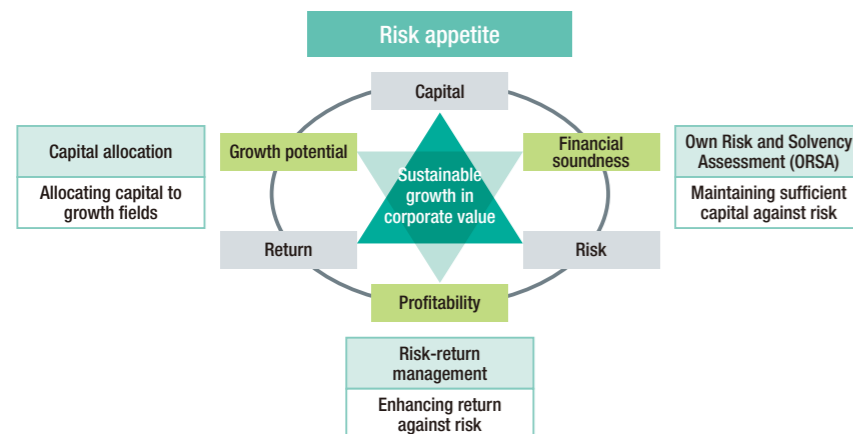 Risk appetite
Capital
Capital allocation
Allocating capital to
growth fields
Growth potential
Financial
soundness
Own Risk and Solvency
Assessment (ORSA)
Maintaining sufficient
capital against risk
Sustainable
growth in
corporate value
Return
Risk
Profitability
Risk-return
management
Enhancing return
against risk